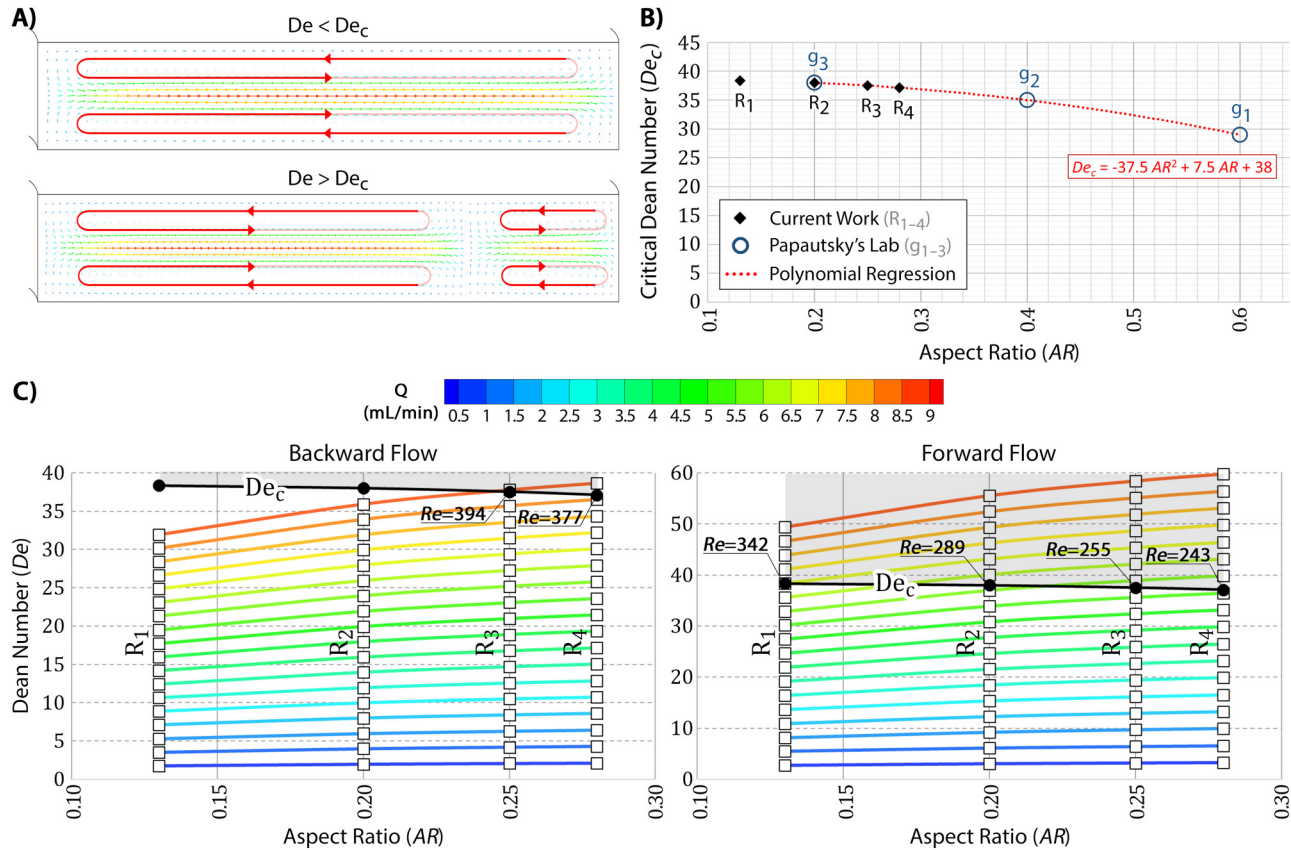 A)
De < Dec
De > Dec
B)
Critical Dean Number (Dec)
45
40
35
30
25
20
15
10
5
0
g3
g2
g1
R1
R2
R3
R4
Dec = -37.5 AR2 + 7.5 AR + 38
Current Work (R1–4)
Papautsky's Lab (g1–3)
Polynomial Regression
0.1
0.2
0.3
0.4
0.5
0.6
Aspect Ratio (AR)
C)
Q
(mL/min)
0.5 1 1.5 2 2.5 3 3.5 4 4.5 5 5.5 6 6.5 7 7.5 8 8.5 9
Backward Flow
Dean Number (De)
40
35
30
25
20
15
10
5
0
Dec
Re=394
Re=377
R1
R2
R3
R4
0.10
0.20
0.25
0.30
Aspect Ratio (AR)
Forward Flow
60
50
40
30
20
10
0
Re=342
Re=289
Re=255
Re=243
Dec
R1
R2
R3
R4
0.10
0.15
0.20
0.25
0.30
Aspect Ratio (AR)